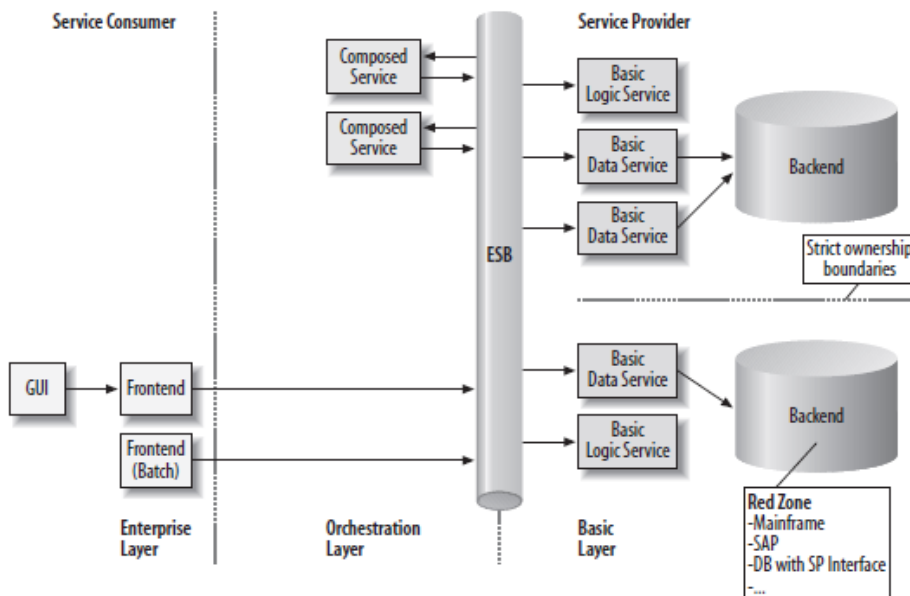 Service Consumer
Service Provider
Composed
Service
Composed
Service
Basic
Logic Service
Basic
Data Service
Basic
Data Service
Backend
ESB
Strict ownership
boundaries
GUI
Frontend
Frontend
(Batch)
Basic
Data Service
Basic
Logic Service
Backend
Enterprise
Layer
Orchestration
Layer
Basic
Layer
Red Zone
-Mainframe
-SAP
-DB with SP Interface
-...